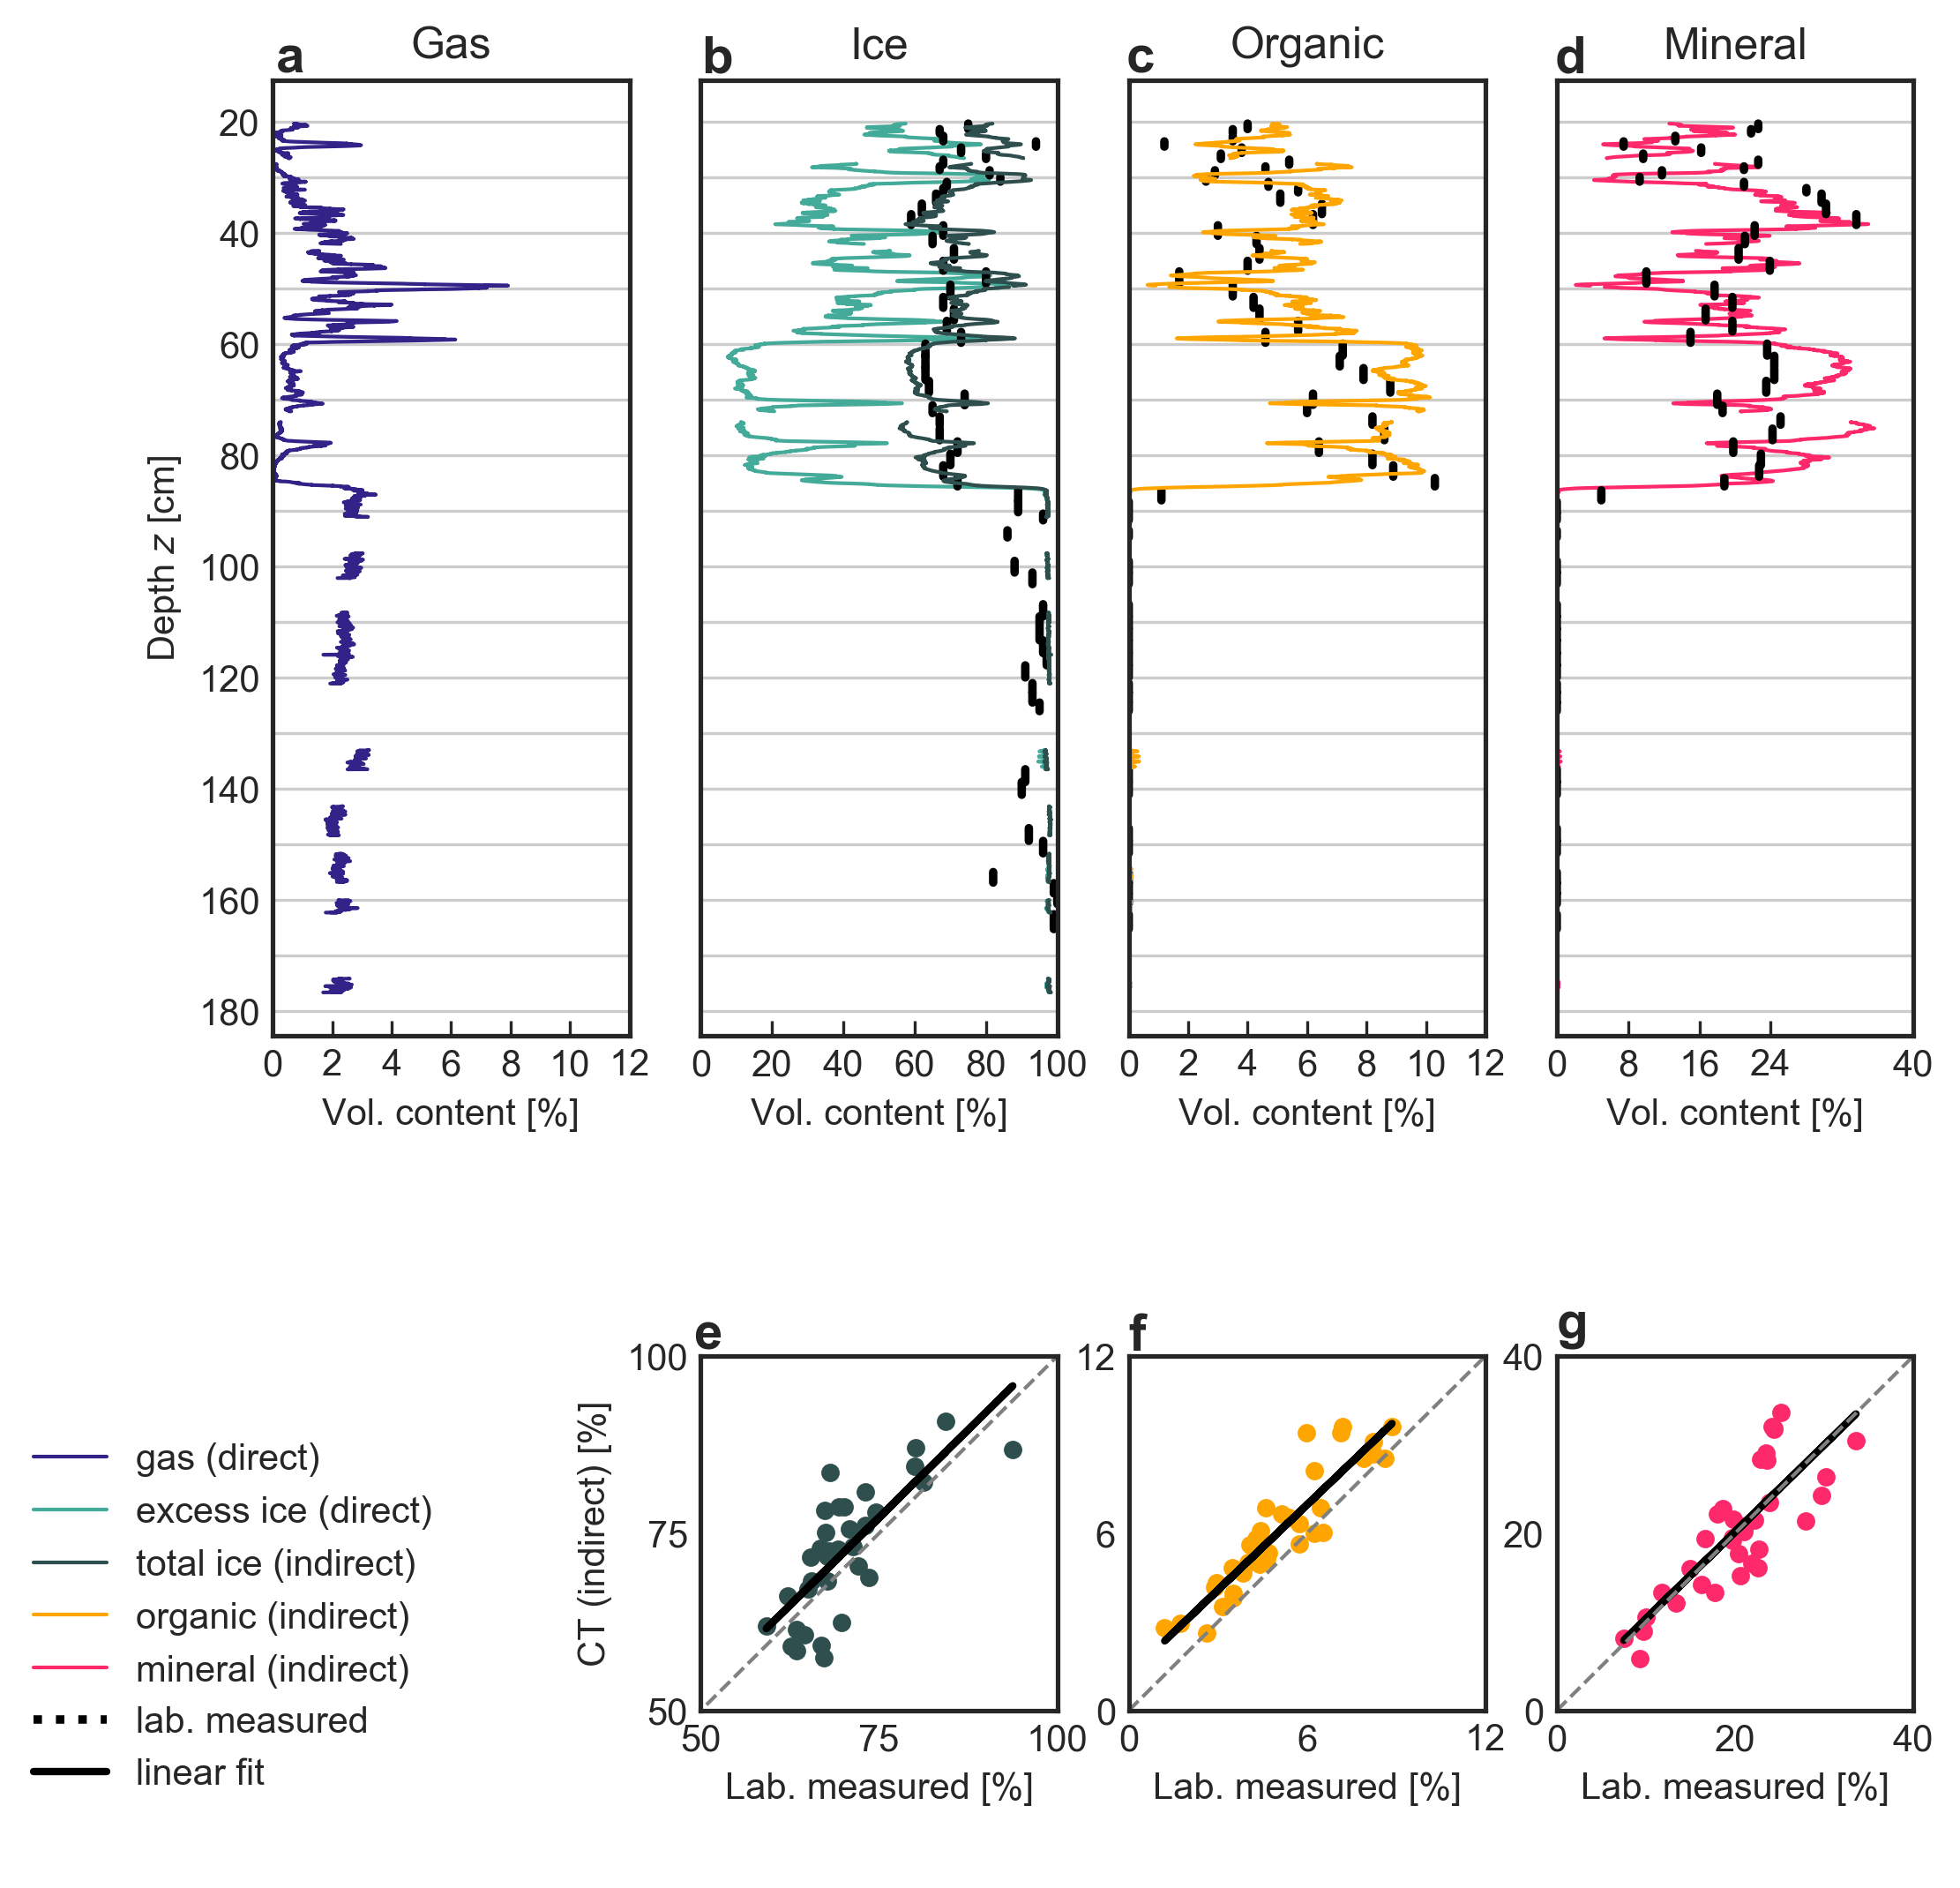 a Gas
b Ice
c Organic
d Mineral
Depth z [cm]
20
40
60
80
100
120
140
160
180
0 2 4 6 8 10 12
0 20 40 60 80 100
0 2 4 6 8 10 12
0 8 16 24 40
Vol. content [%]
Vol. content [%]
Vol. content [%]
Vol. content [%]
gas (direct)
excess ice (direct)
total ice (indirect)
organic (indirect)
mineral (indirect)
lab. measured
linear fit
e
CT (indirect) [%]
100
75
50
50 75 100
Lab. measured [%]
f
12
6
0
0 6 12
Lab. measured [%]
g
40
20
0
0 20 40
Lab. measured [%]